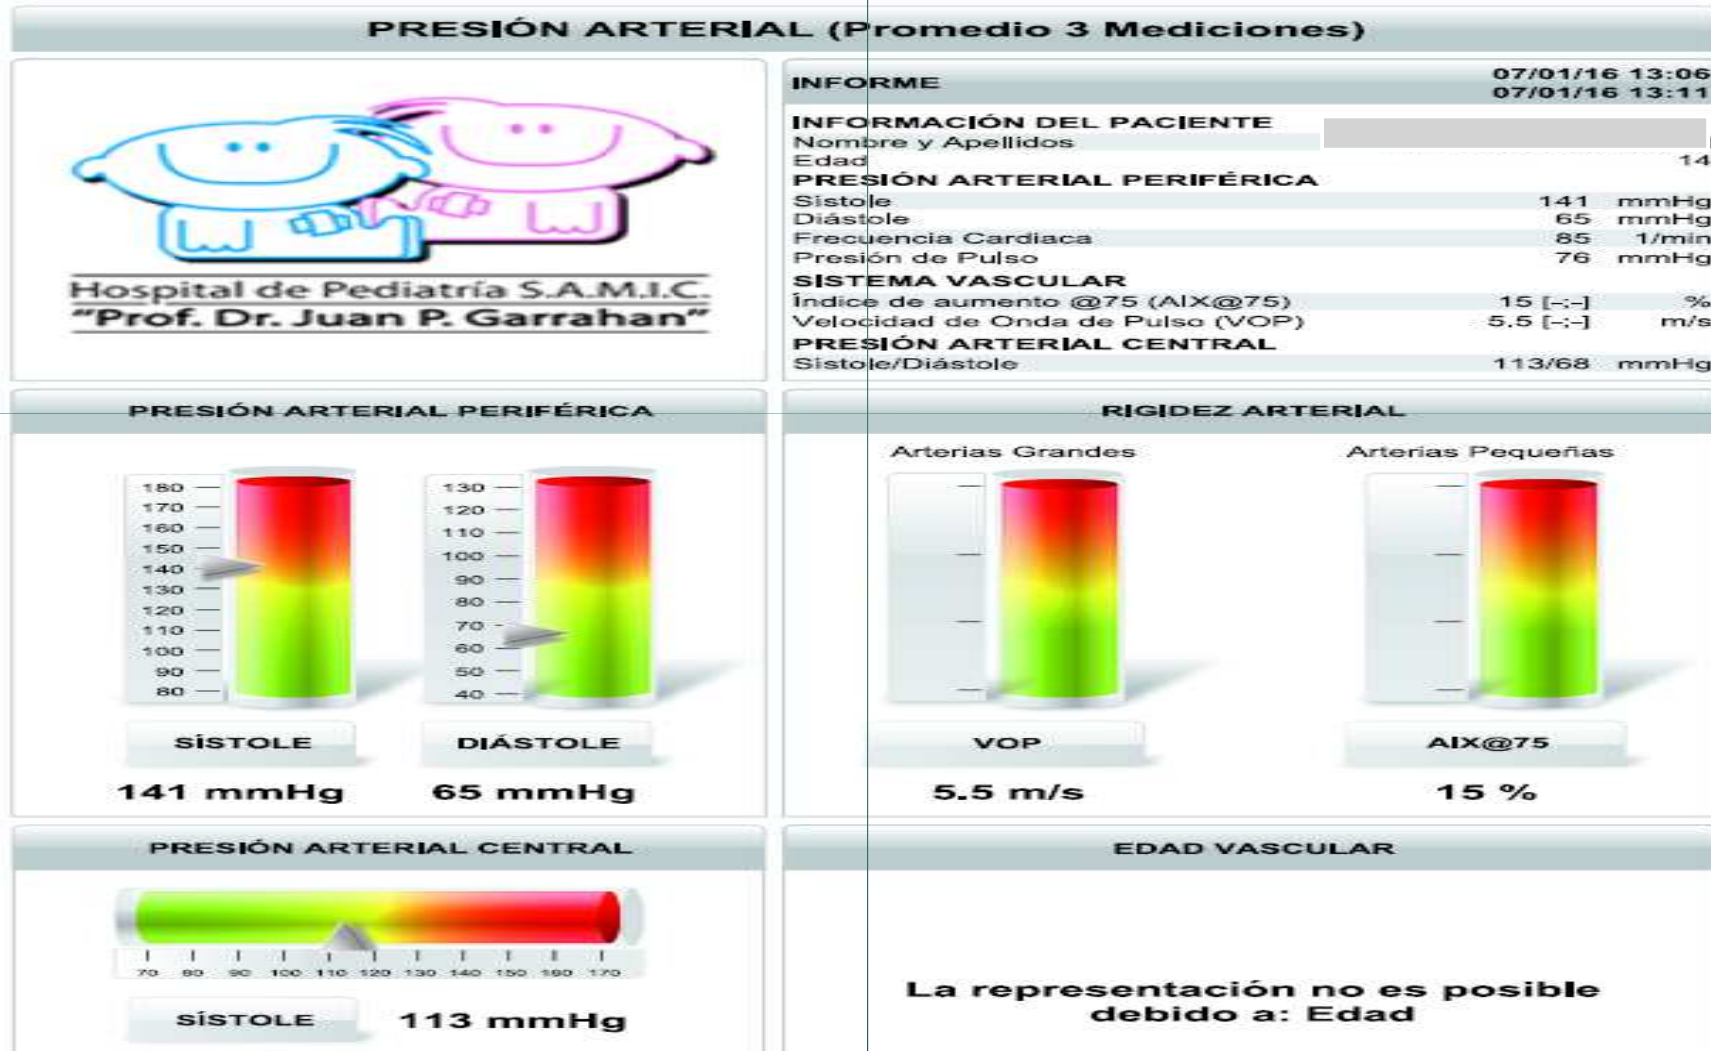 PRESIÓN ARTERIAL (Promedio 3 Mediciones)
Hospital de Pediatría S.A.M.I.C.
"Prof. Dr. Juan P. Garrahan"
INFORME
07/01/16 13:06
07/01/16 13:11
INFORMACIÓN DEL PACIENTE
Nombre y Apellidos
Edad 14
PRESIÓN ARTERIAL PERIFÉRICA
Sístole 141 mmHg
Diástole 65 mmHg
Frecuencia Cardiaca 85 1/min
Presión de Pulso 76 mmHg
SISTEMA VASCULAR
Índice de aumento @75 (AIX@75) 15 [-;-] %
Velocidad de Onda de Pulso (VOP) 5.5 [-;-] m/s
PRESIÓN ARTERIAL CENTRAL
Sístole/Diástole 113/68 mmHg
PRESIÓN ARTERIAL PERIFÉRICA
180
170
160
150
140
130
120
110
100
90
80
SÍSTOLE
141 mmHg
130
120
110
100
90
80
70
60
50
40
DIÁSTOLE
65 mmHg
RIGIDEZ ARTERIAL
Arterias Grandes
VOP
5.5 m/s
Arterias Pequeñas
AIX@75
15 %
PRESIÓN ARTERIAL CENTRAL
70 80 90 100 110 120 130 140 150 160 170
SÍSTOLE 113 mmHg
EDAD VASCULAR
La representación no es posible
debido a: Edad